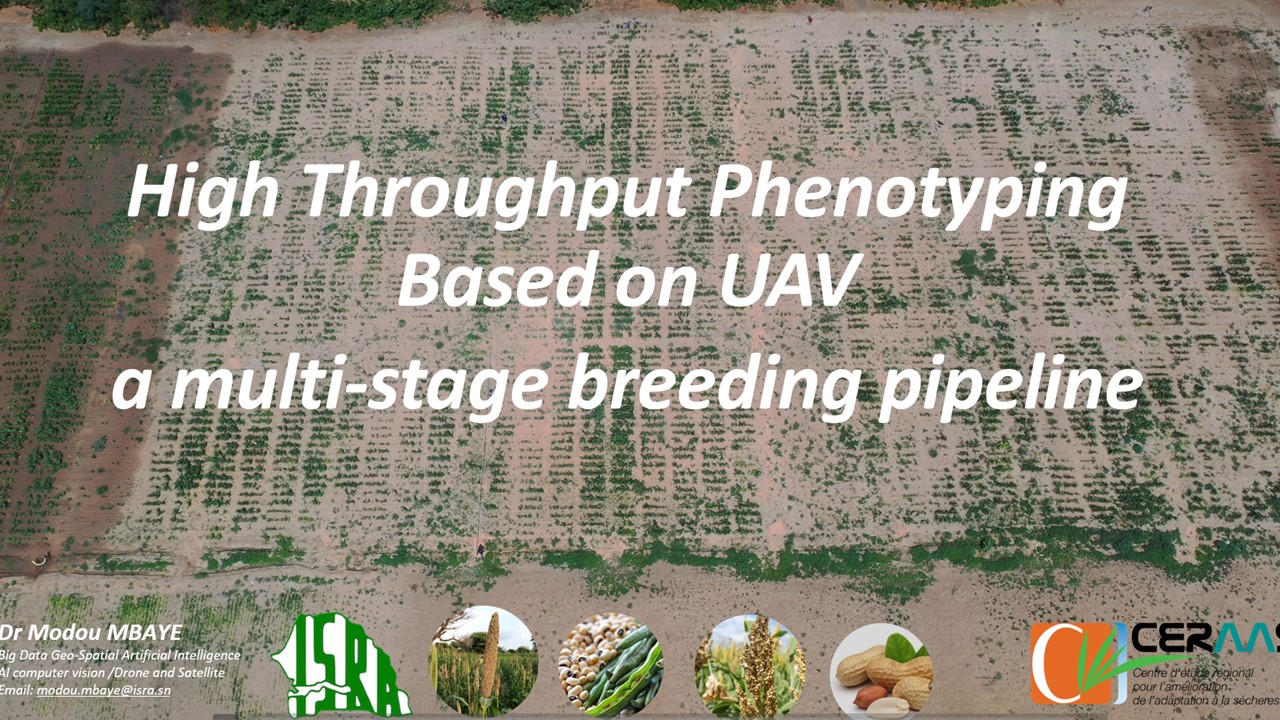 High Throughput Phenotyping
Based on UAV
a multi-stage breeding pipeline
Dr Modou MBAYE
Big Data Geo-Spatial Artificial Intelligence
AI computer vision /Drone and Satellite
Email: modou.mbaye@isra.sn
ISRA
CERAAS
Centre d'étude régional
pour l'amélioration
de l'adaptation à la sécheres